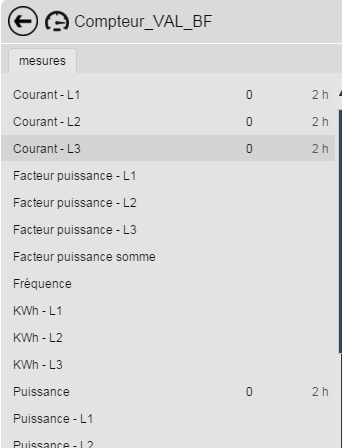 Compteur_VAL_BF
mesures
Courant - L1 0 2 h
Courant - L2 0 2 h
Courant - L3 0 2 h
Facteur puissance - L1
Facteur puissance - L2
Facteur puissance - L3
Facteur puissance somme
Fréquence
KWh - L1
KWh - L2
KWh - L3
Puissance 0 2 h
Puissance - L1
Puissance - L2